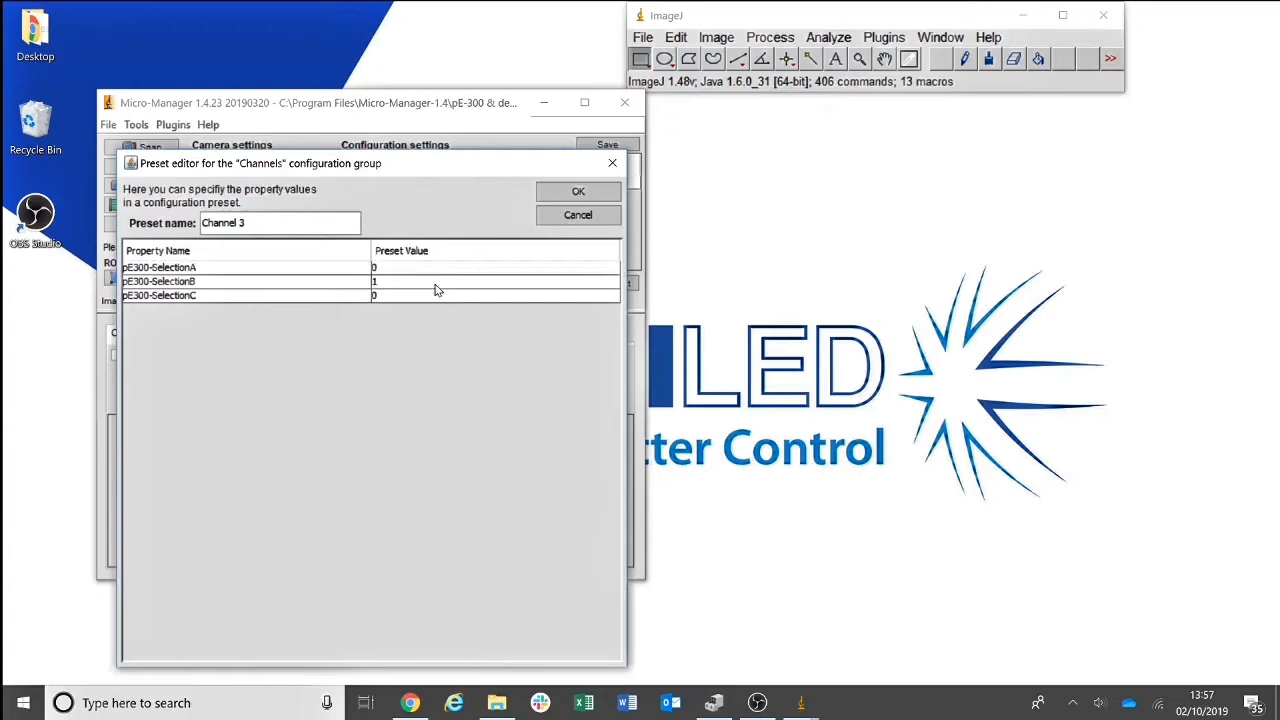 Desktop
Recycle Bin
OBS Studio
ImageJ
File Edit Image Process Analyze Plugins Window Help
ImageJ 1.48v; Java 1.6.0_31 [64-bit]; 406 commands; 13 macros
Micro-Manager 1.4.23 20190320 - C:\Program Files\Micro-Manager-1.4\pE-300 & de...
File Tools Plugins Help
Snap Camera settings Configuration settings Save
Preset editor for the "Channels" configuration group
Here you can specifiy the property values
in a configuration preset.
OK
Cancel
Preset name: Channel 3
Property Name Preset Value
pE300-SelectionA 0
pE300-SelectionB 1
pE300-SelectionC 0
LED
tter Control
Type here to search
13:57
02/10/2019
35